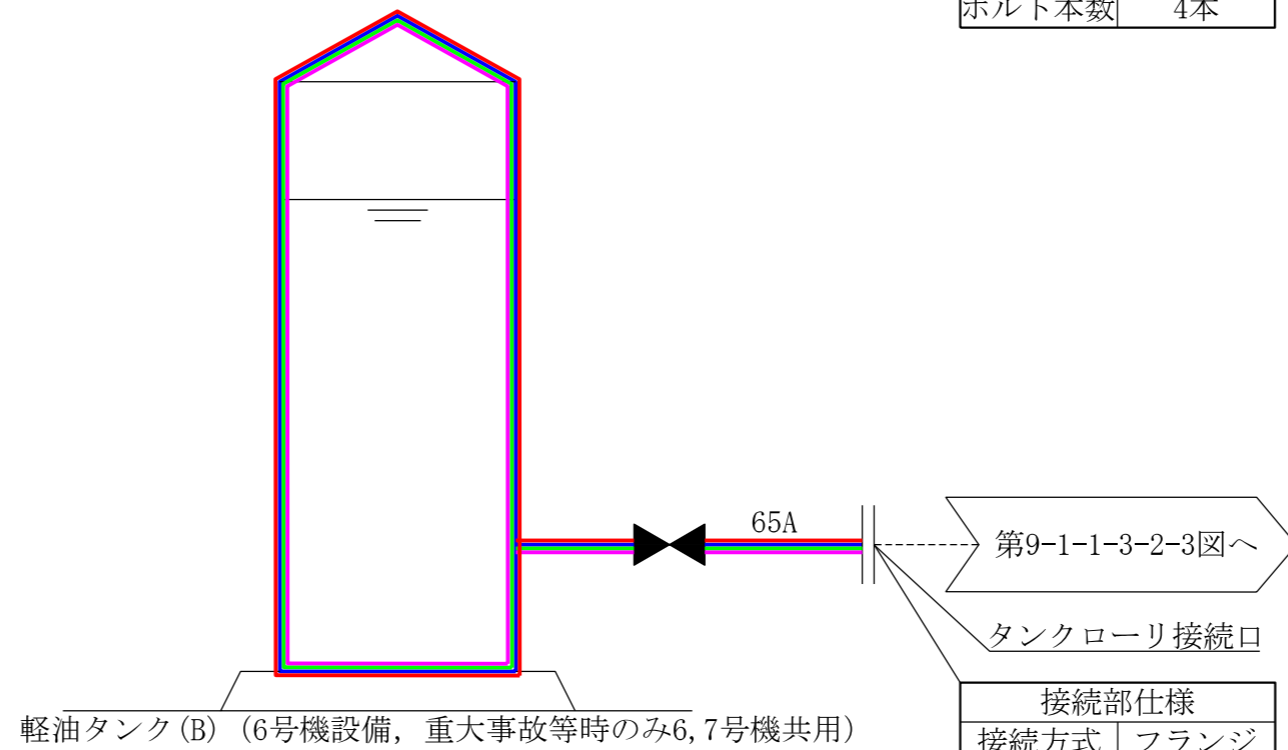 ボルト本数 4本
65A
第9-1-1-3-2-3図へ
タンクローリ接続口
接続部仕様
接続方式 フランジ
軽油タンク(B) (6号機設備, 重大事故等時のみ6,7号機共用)